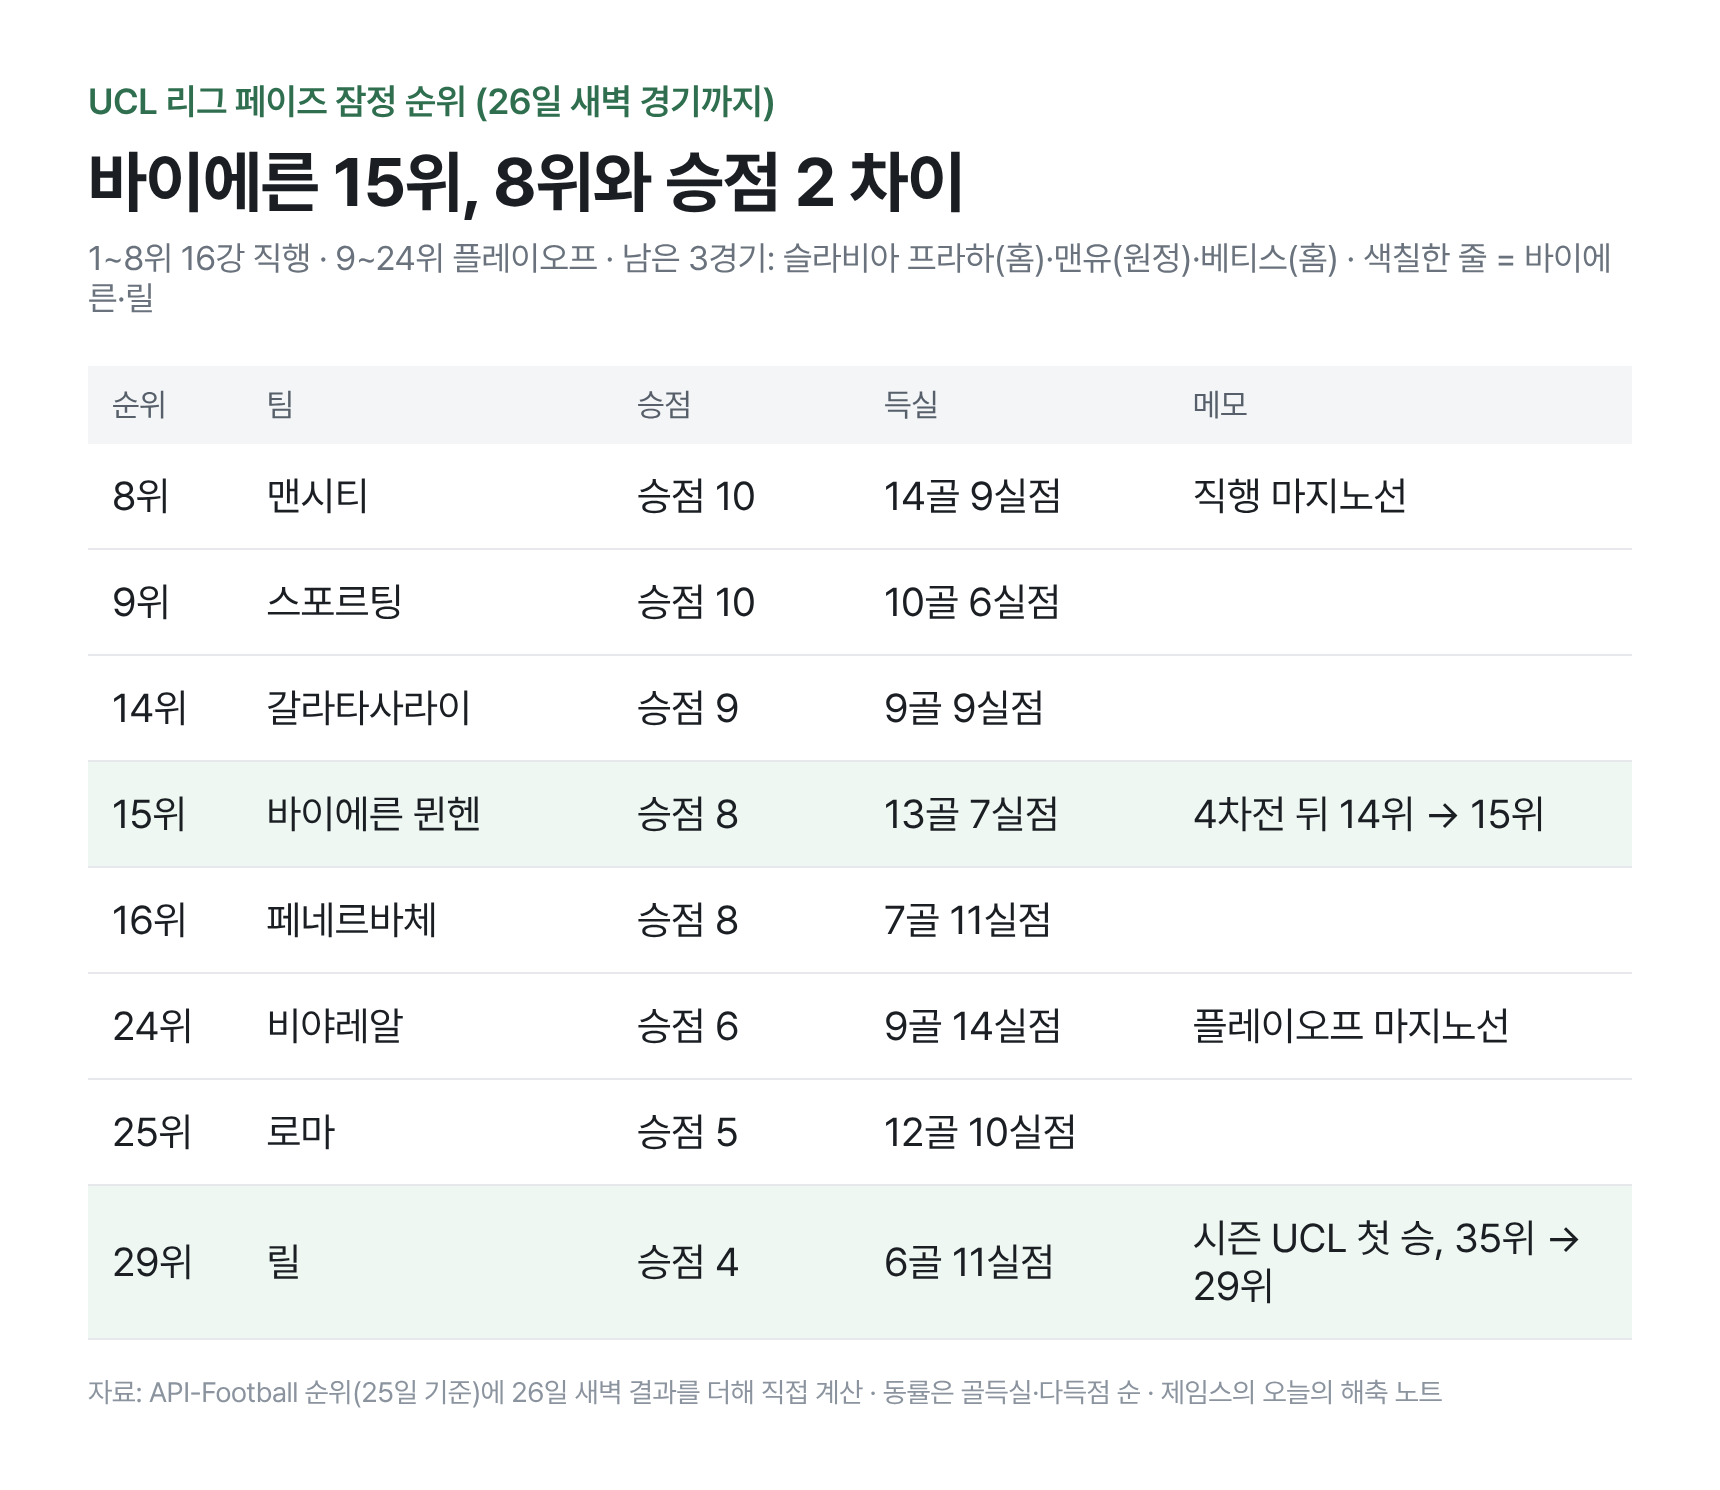 UCL 리그 페이즈 잠정 순위 (26일 새벽 경기까지)
바이에른 15위, 8위와 승점 2 차이
1~8위 16강 직행 · 9~24위 플레이오프 · 남은 3경기: 슬라비아 프라하(홈)·맨유(원정)·베티스(홈) · 색칠한 줄 = 바이에
른·릴
순위 팀 승점 득실 메모
8위 맨시티 승점 10 14골 9실점 직행 마지노선
9위 스포르팅 승점 10 10골 6실점
14위 갈라타사라이 승점 9 9골 9실점
15위 바이에른 뮌헨 승점 8 13골 7실점 4차전 뒤 14위 → 15위
16위 페네르바체 승점 8 7골 11실점
24위 비야레알 승점 6 9골 14실점 플레이오프 마지노선
25위 로마 승점 5 12골 10실점
29위 릴 승점 4 6골 11실점 시즌 UCL 첫 승, 35위 →
29위
자료: API-Football 순위(25일 기준)에 26일 새벽 결과를 더해 직접 계산 · 동률은 골득실·다득점 순 · 제임스의 오늘의 해축 노트